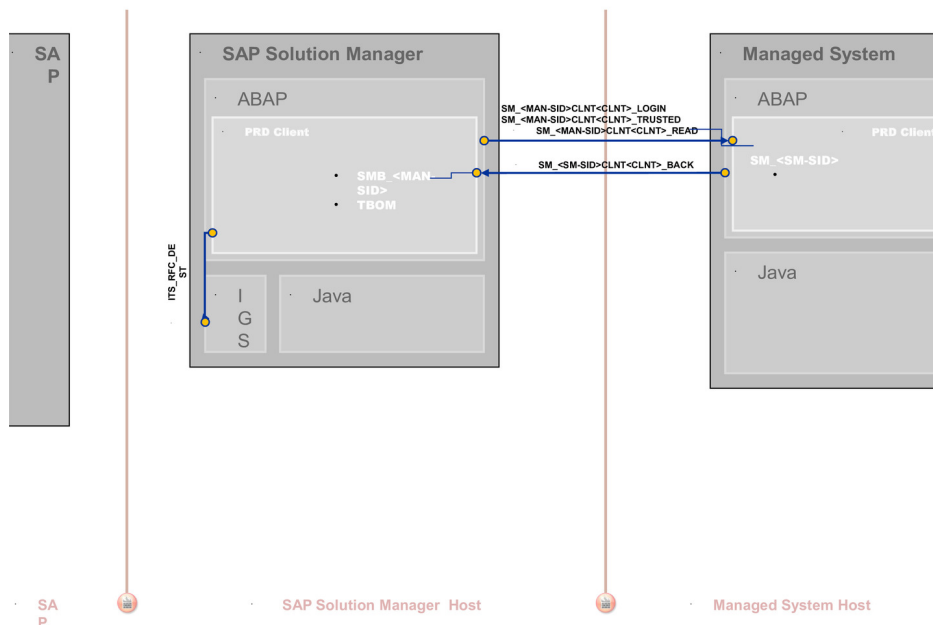 SA
P
SAP Solution Manager
ABAP
PRD Client
• SMB_<MAN-
SID>
• TBOM
ITS_RFC_DE
ST
I
G
S
Java
SM_<MAN-SID>CLNT<CLNT>_LOGIN
SM_<MAN-SID>CLNT<CLNT>_TRUSTED
SM_<MAN-SID>CLNT<CLNT>_READ
SM_<SM-SID>CLNT<CLNT>_BACK
Managed System
ABAP
PRD Client
SM_<SM-SID>
•
Java
SA
P
SAP Solution Manager Host
Managed System Host